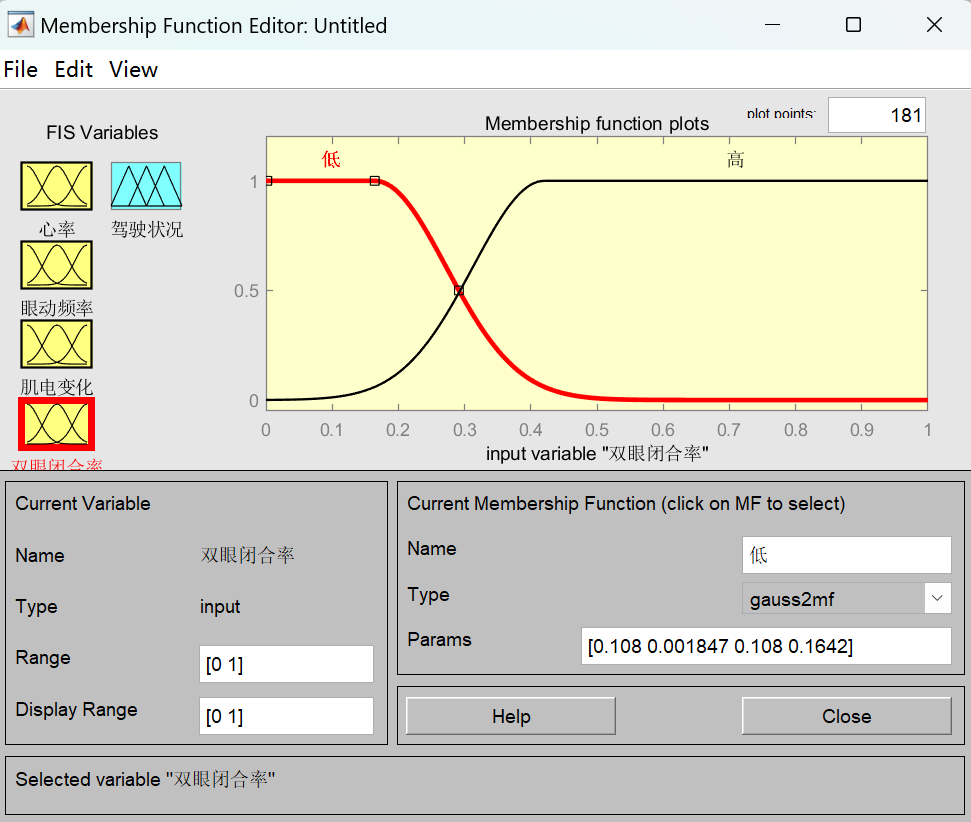 Membership Function Editor: Untitled
File Edit View
FIS Variables
Membership function plots
plot points:
181
心率
驾驶状况
眼动频率
肌电变化
双眼闭合率
低
高
1
0.5
0
0 0.1 0.2 0.3 0.4 0.5 0.6 0.7 0.8 0.9 1
input variable "双眼闭合率"
Current Variable
Name 双眼闭合率
Type input
Range [0 1]
Display Range [0 1]
Current Membership Function (click on MF to select)
Name 低
Type gauss2mf
Params [0.108 0.001847 0.108 0.1642]
Help Close
Selected variable "双眼闭合率"